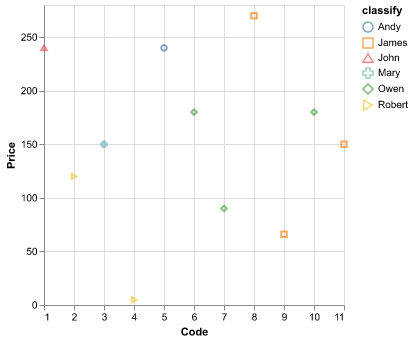 classify
Andy
James
John
Mary
Owen
Robert
Price
250
200
150
100
50
0
1 2 3 4 5 6 7 8 9 10 11
Code